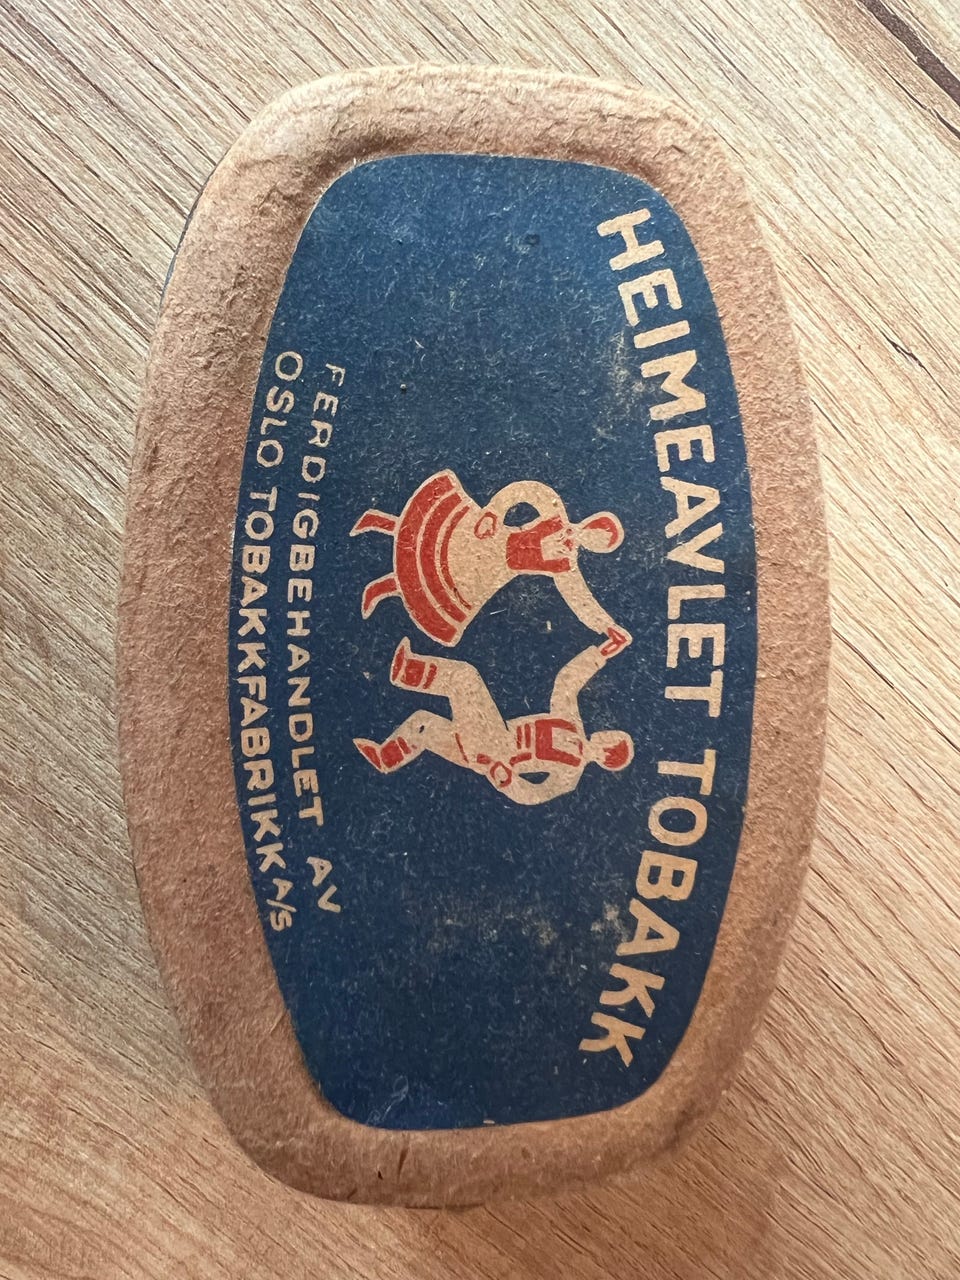 HEIMEAVLET TOBAKK
FERDIGBEHANDLET AV
OSLO TOBAKKFABRIKK A/S